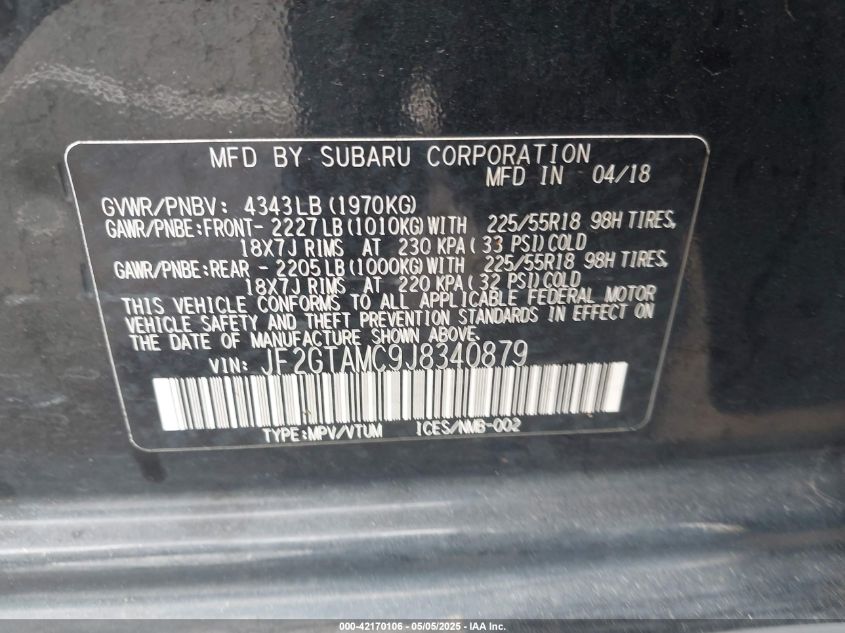 MFD BY SUBARU CORPORATION
MFD IN 04/18
GVWR/PNBV: 4343LB(1970KG)
GAWR/PNBE:FRONT-2227LB(1010KG)WITH 225/55R18 98H TIRES,
18X7J RIMS AT 230 KPA(33 PSI)COLD
GAWR/PNBE:REAR -2205LB(1000KG)WITH 225/55R18 98H TIRES,
18X7J RIMS AT 220 KPA(32 PSI)COLD
THIS VEHICLE CONFORMS TO ALL APPLICABLE FEDERAL MOTOR
VEHICLE SAFETY AND THEFT PREVENTION STANDARDS IN EFFECT ON
THE DATE OF MANUFACTURE SHOWN ABOVE.
VIN: JF2GTAMC9J8340879
TYPE:MPV/VTUM ICES/NMB-002
000-42170106 - 05/05/2025 - IAA Inc.